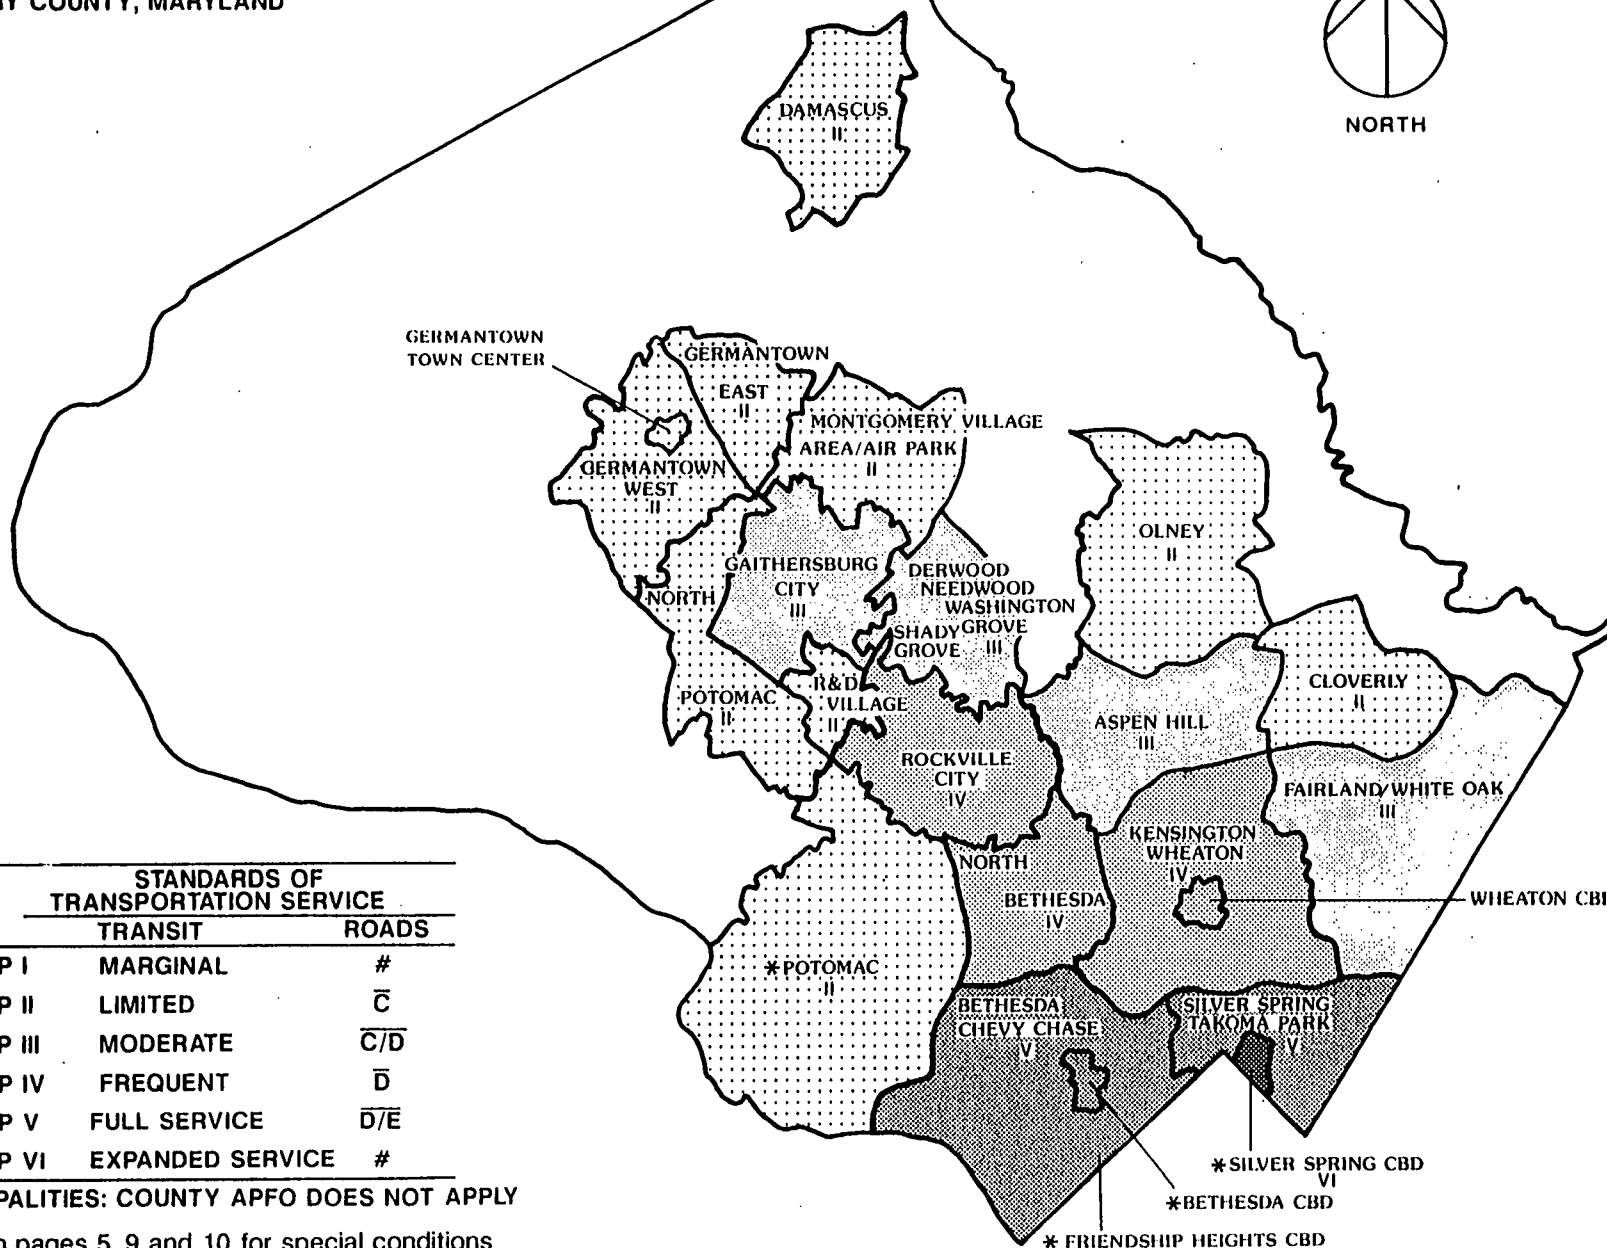 Y COUNTY, MARYLAND
NORTH
DAMASCUS
II
GERMANTOWN
TOWN CENTER
GERMANTOWN
EAST
II
MONTGOMERY VILLAGE
AREA/AIR PARK
II
GERMANTOWN
WEST
II
OLNEY
II
GAITHERSBURG
CITY
III
DERWOOD
NEEDWOOD
WASHINGTON
GROVE
III
SHADY
GROVE
NORTH
POTOMAC
II
R&D
VILLAGE
II
CLOVERLY
II
ASPEN HILL
III
ROCKVILLE
CITY
IV
FAIRLAND/WHITE OAK
III
KENSINGTON
WHEATON
IV
NORTH
BETHESDA
IV
WHEATON CB
*POTOMAC
II
BETHESDA
CHEVY CHASE
V
SILVER SPRING
TAKOMA PARK
V
*SILVER SPRING CBD
VI
*BETHESDA CBD
* FRIENDSHIP HEIGHTS CBD
STANDARDS OF
TRANSPORTATION SERVICE
TRANSIT ROADS
P I MARGINAL #
P II LIMITED C̅
P III MODERATE C̅/̅D̅
P IV FREQUENT D̅
P V FULL SERVICE D̅/̅E̅
P VI EXPANDED SERVICE #
PALITIES: COUNTY APFO DOES NOT APPLY
pages 5, 9 and 10 for special conditions